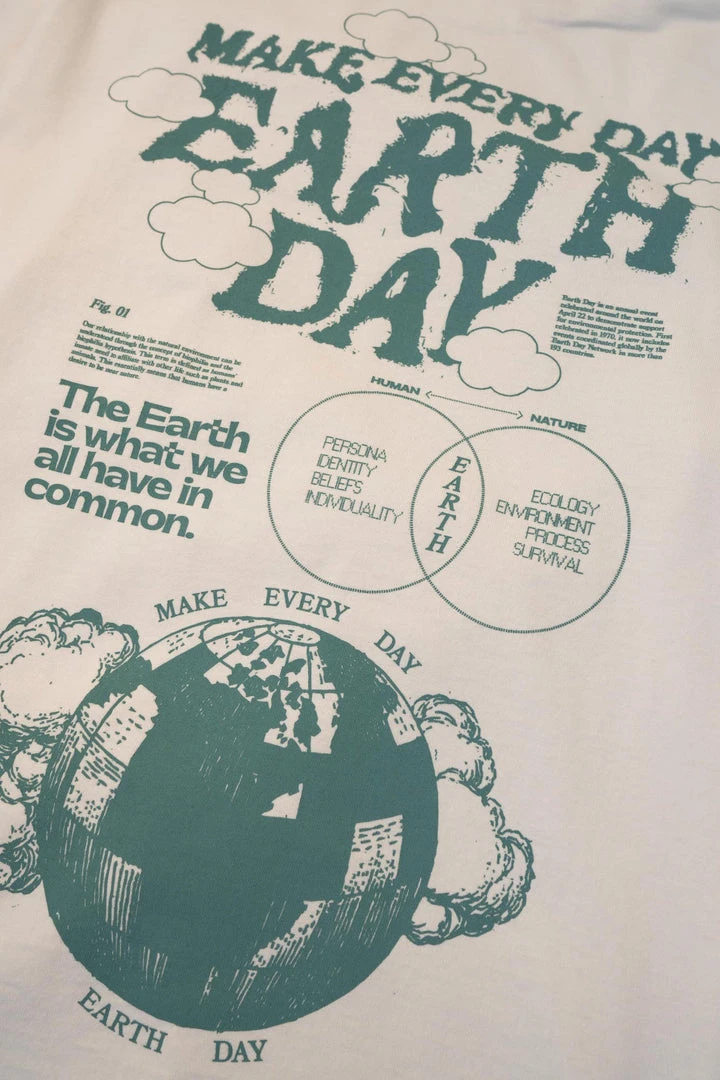 MAKE EVERY DAY
EARTH
DAY
Earth Day is an annual event
celebrated around the world on
April 22 to demonstrate support
for environmental protection. First
celebrated in 1970, it now includes
events coordinated globally by the
Earth Day Network in more than
193 countries.
Fig. 01
Our relationship with the natural environment can be
understood through the concept of biophilia and the
biophilia hypothesis. This term is defined as humans'
innate need to affiliate with other life such as plants and
animals. This essentially means that humans have a
desire to be near nature.
The Earth
is what we
all have in
common.
HUMAN
NATURE
PERSONA
IDENTITY
BELIEFS
INDIVIDUALITY
EARTH
ECOLOGY
ENVIRONMENT
PROCESS
SURVIVAL
MAKE EVERY DAY
EARTH DAY